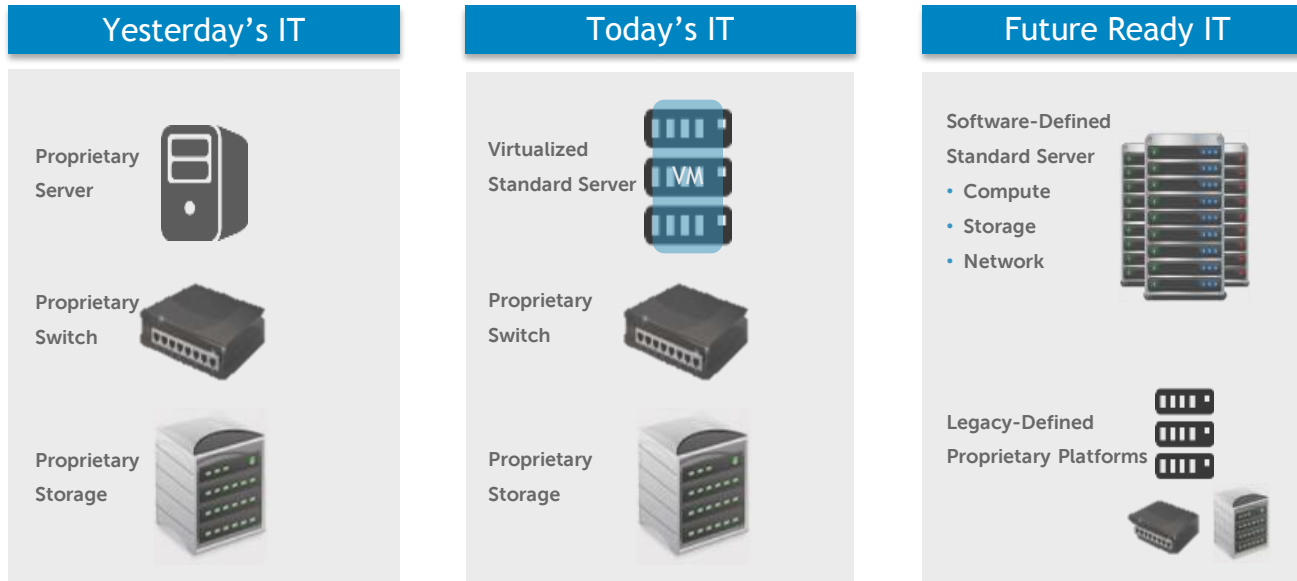 Yesterday's IT
Proprietary
Server
Proprietary
Switch
Proprietary
Storage
Today's IT
Virtualized
Standard Server
VM
Proprietary
Switch
Proprietary
Storage
Future Ready IT
Software-Defined
Standard Server
• Compute
• Storage
• Network
Legacy-Defined
Proprietary Platforms